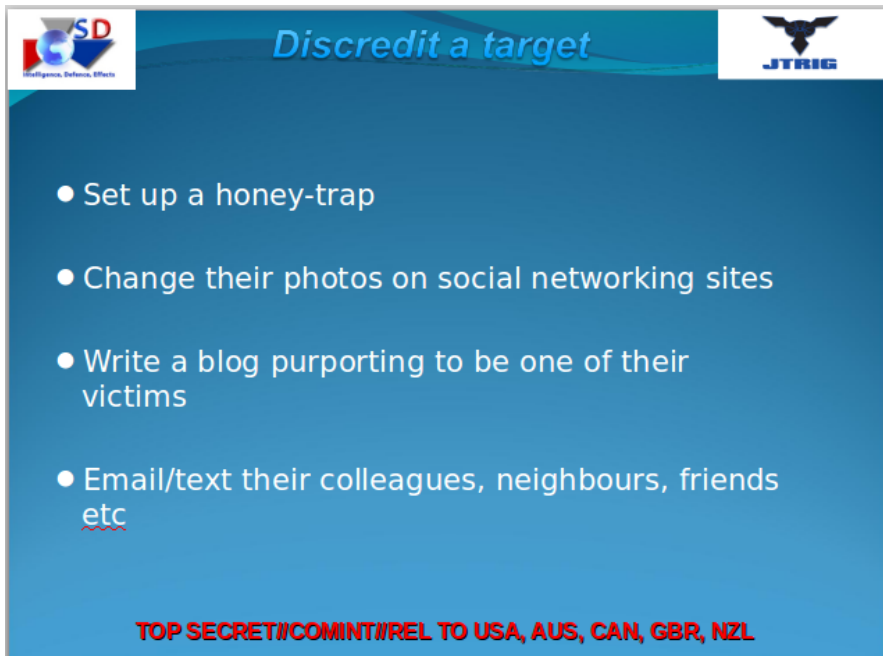 SD
Intelligence, Defence, Effects
Discredit a target
JTRIG
● Set up a honey-trap
● Change their photos on social networking sites
● Write a blog purporting to be one of their
victims
● Email/text their colleagues, neighbours, friends
etc
TOP SECRET//COMINT//REL TO USA, AUS, CAN, GBR, NZL